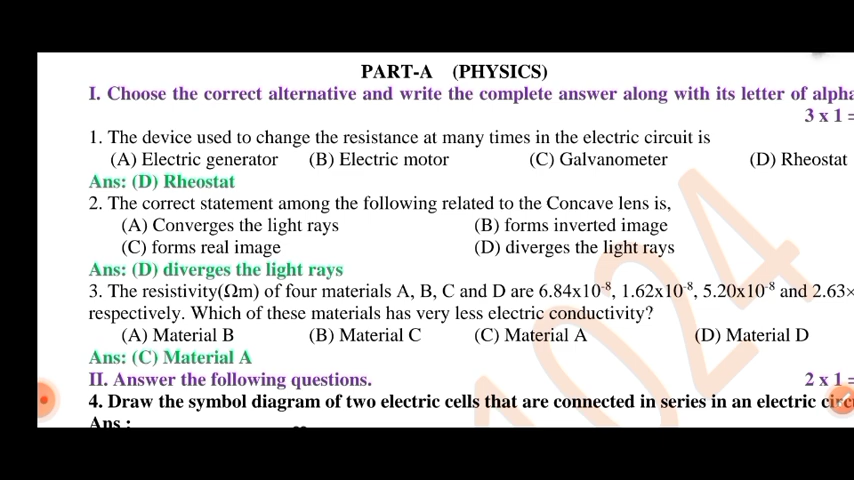 PART-A (PHYSICS)
I. Choose the correct alternative and write the complete answer along with its letter of alpha
3 x 1 =
1. The device used to change the resistance at many times in the electric circuit is
(A) Electric generator (B) Electric motor (C) Galvanometer (D) Rheostat
Ans: (D) Rheostat
2. The correct statement among the following related to the Concave lens is,
(A) Converges the light rays (B) forms inverted image
(C) forms real image (D) diverges the light rays
Ans: (D) diverges the light rays
3. The resistivity(Ωm) of four materials A, B, C and D are 6.84x10⁻⁸, 1.62x10⁻⁸, 5.20x10⁻⁸ and 2.63×
respectively. Which of these materials has very less electric conductivity?
(A) Material B (B) Material C (C) Material A (D) Material D
Ans: (C) Material A
II. Answer the following questions.
2 x 1 =
4. Draw the symbol diagram of two electric cells that are connected in series in an electric circ
Ans :
1024